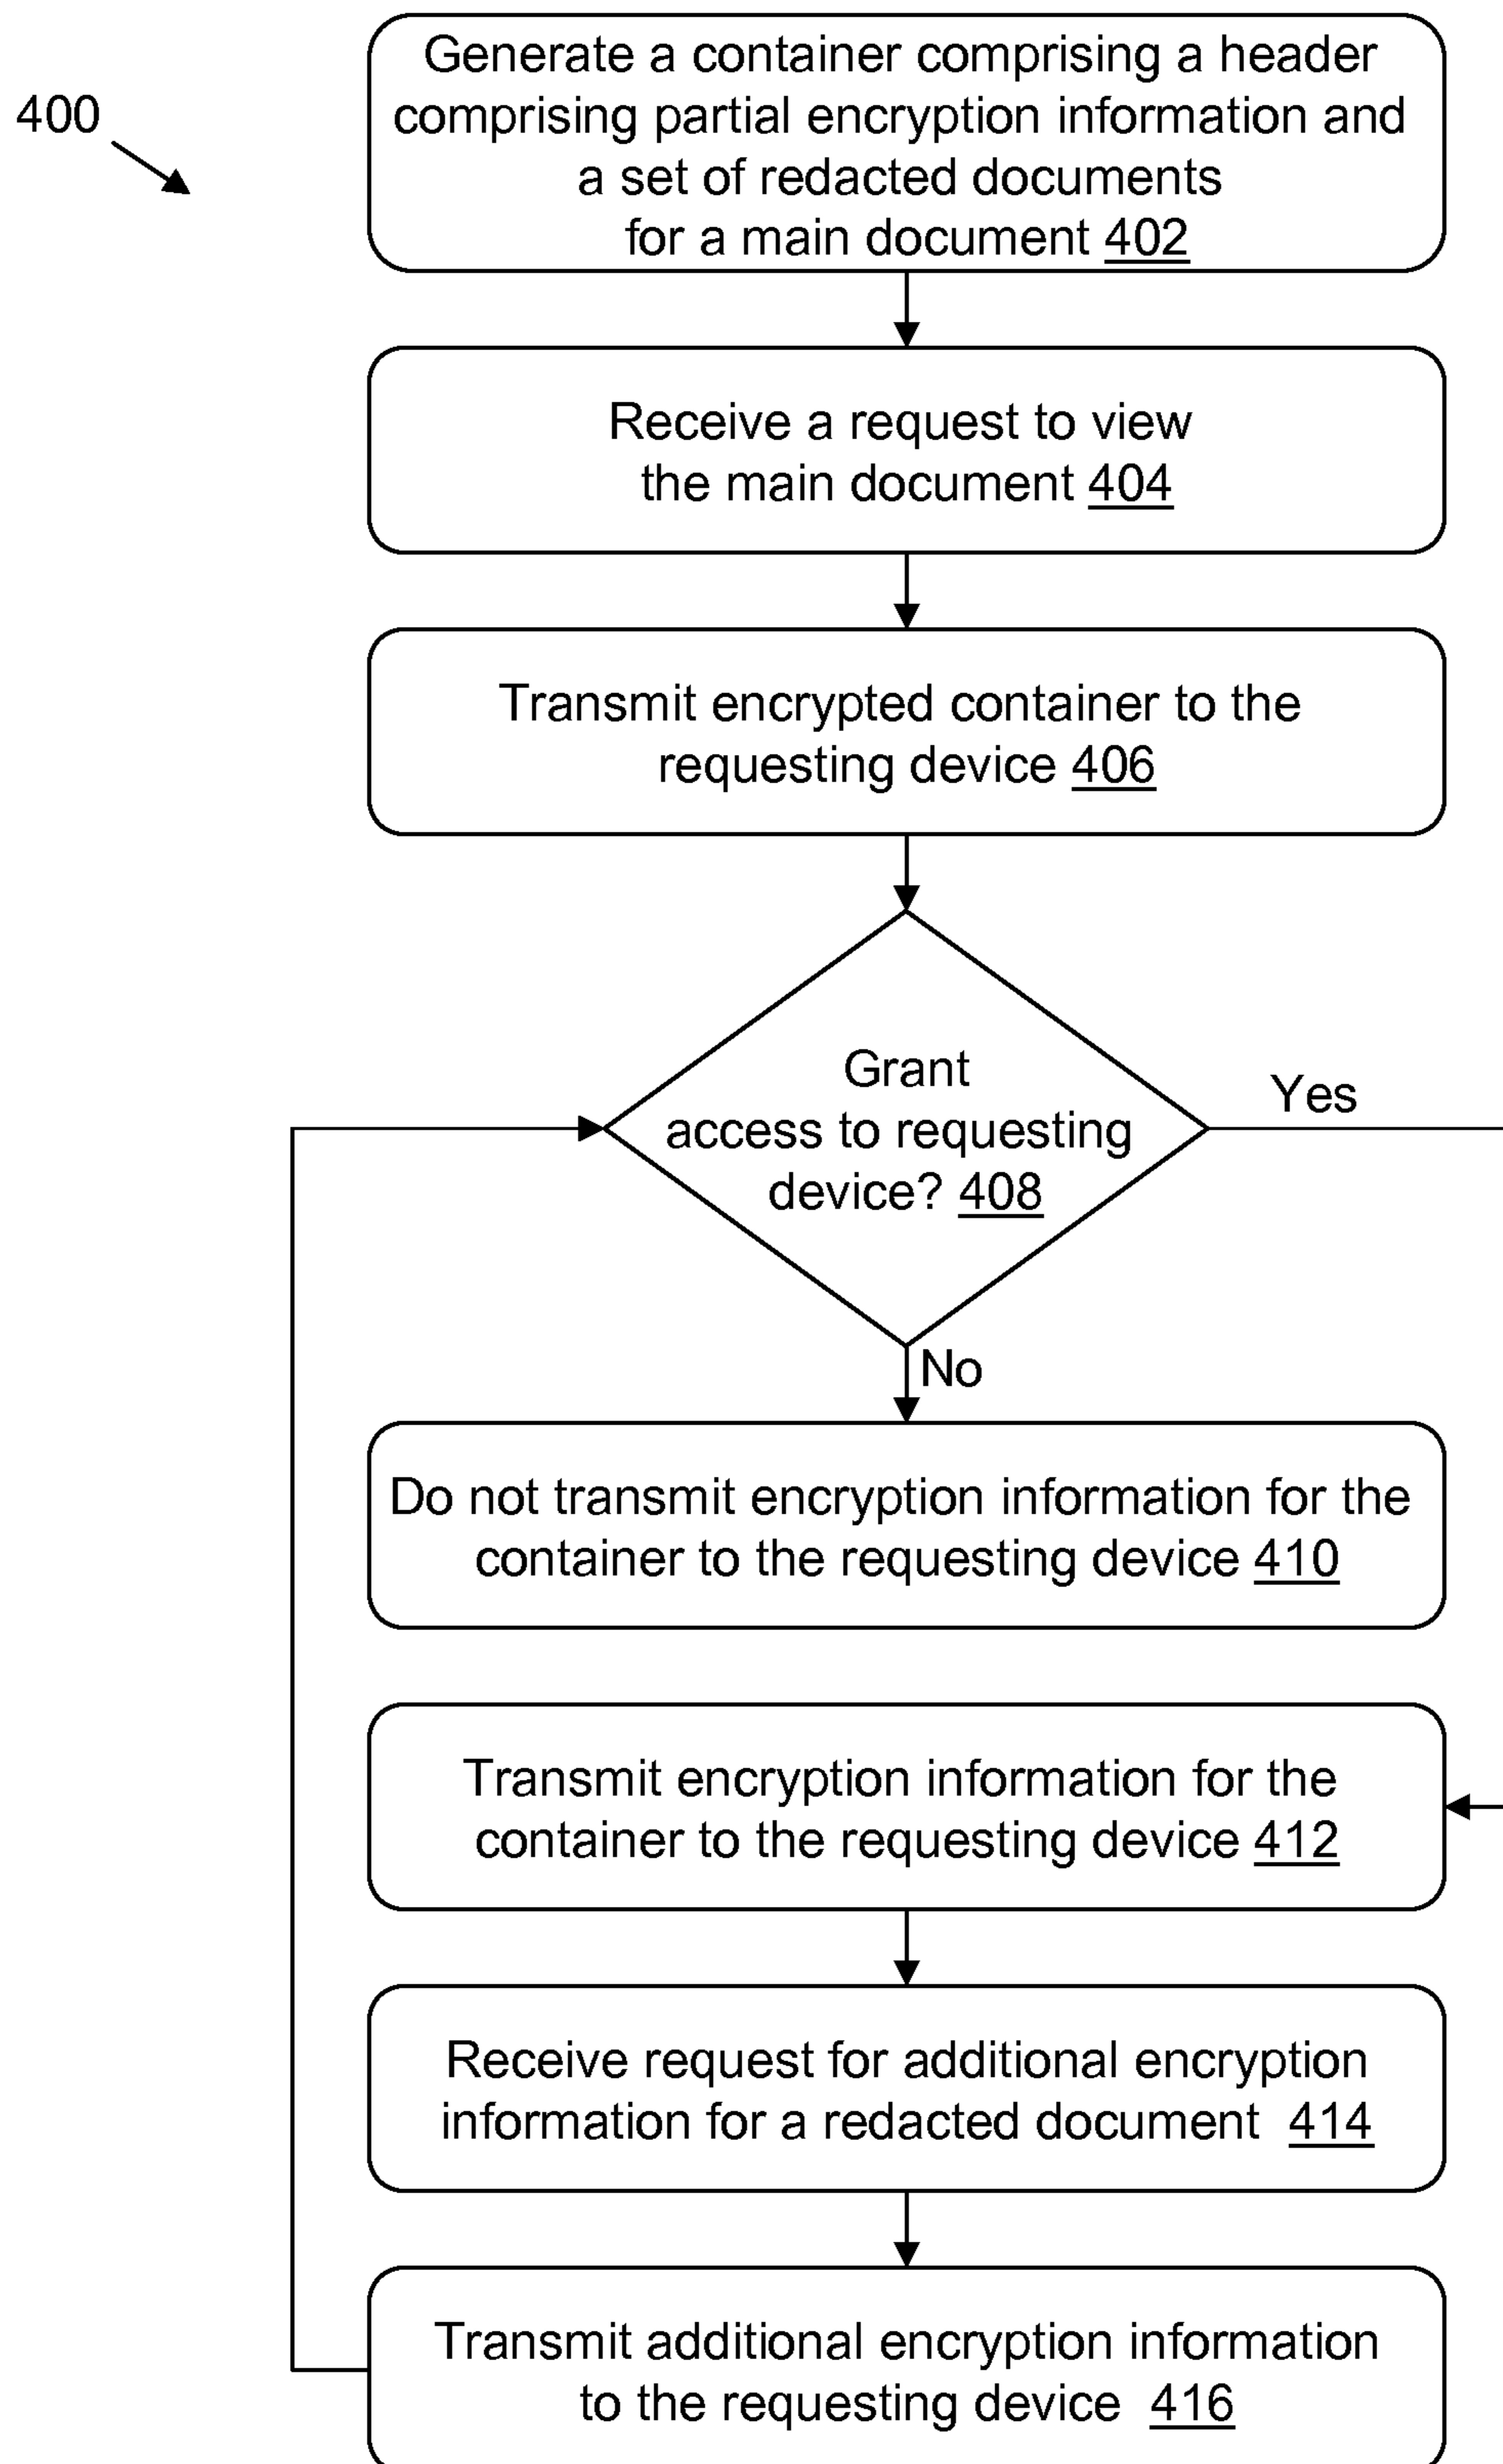 400
Generate a container comprising a header
comprising partial encryption information and
a set of redacted documents
for a main document 402
Receive a request to view
the main document 404
Transmit encrypted container to the
requesting device 406
Grant
access to requesting
device? 408
Yes
No
Do not transmit encryption information for the
container to the requesting device 410
Transmit encryption information for the
container to the requesting device 412
Receive request for additional encryption
information for a redacted document 414
Transmit additional encryption information
to the requesting device 416